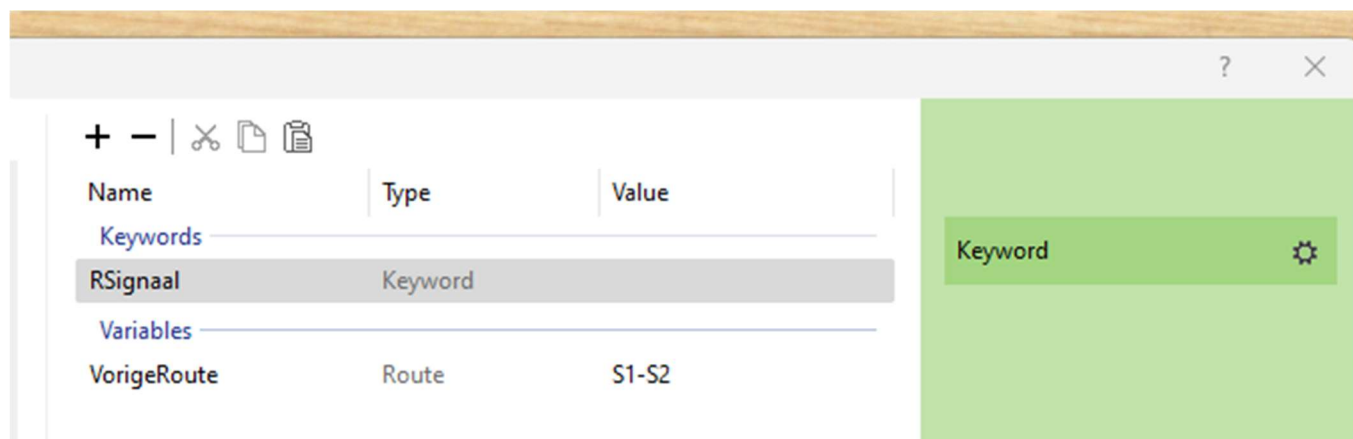 ?
Name Type Value
Keywords
RSignaal Keyword
Variables
VorigeRoute Route S1-S2
Keyword